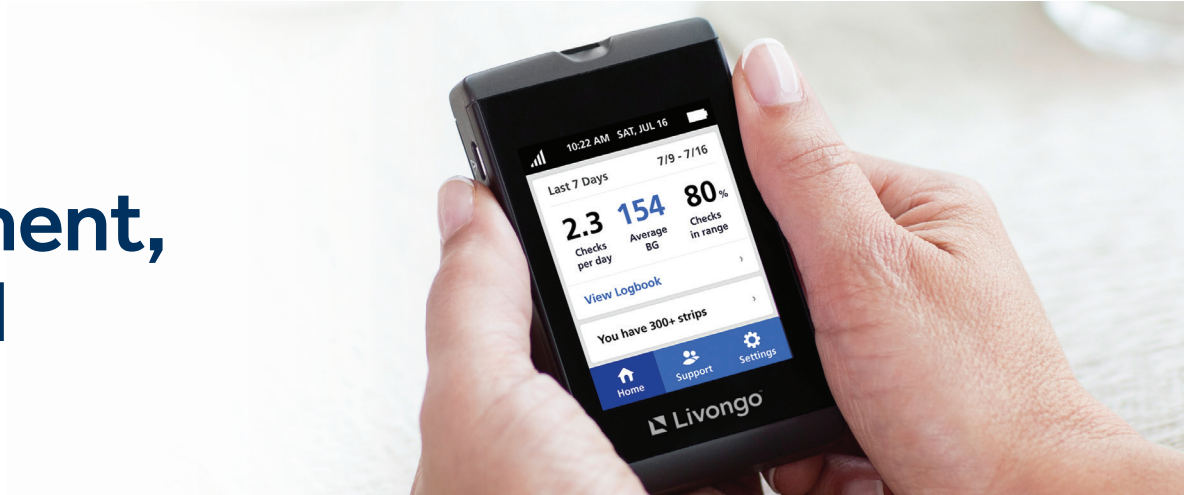 ment,
10:22 AM SAT, JUL 16
Last 7 Days 7/9 - 7/16
2.3 154 80%
Checks per day Average BG Checks in range
View Logbook
You have 300+ strips
Home Support Settings
Livongo